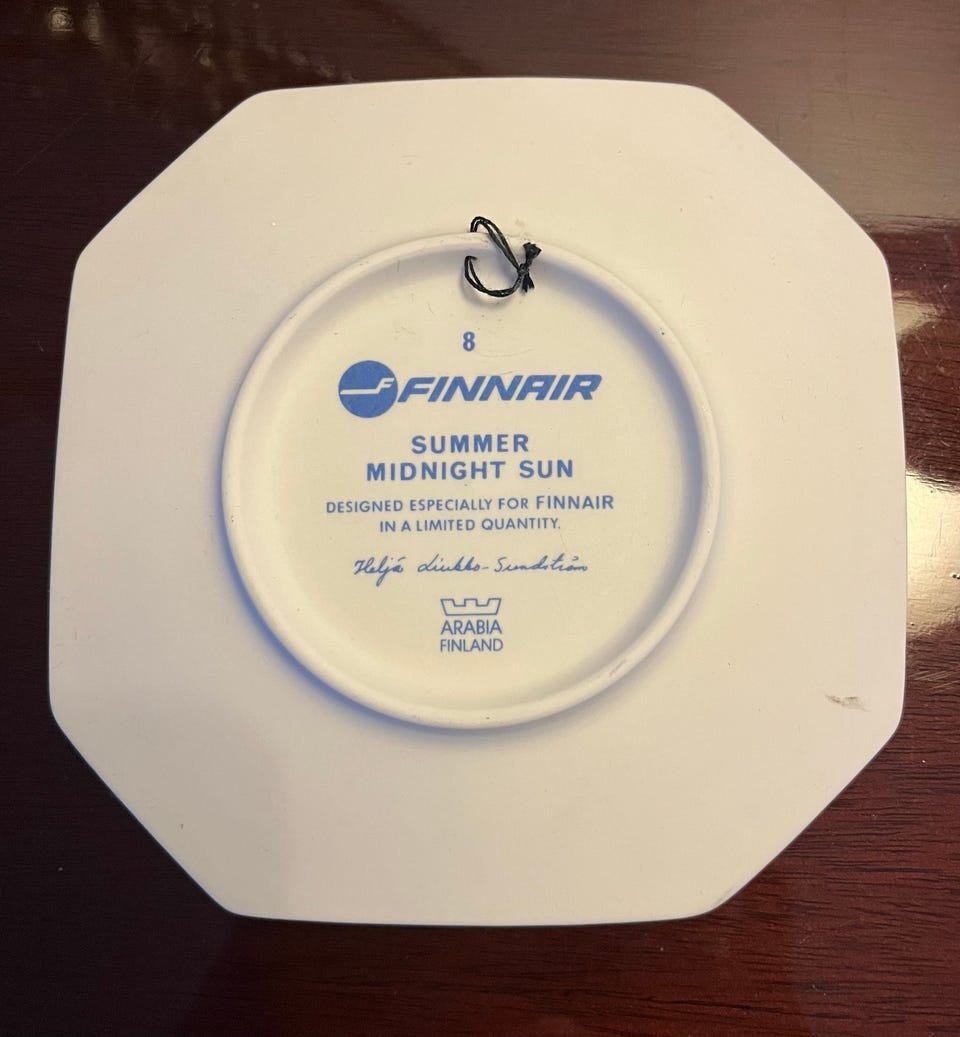 8
F FINNAIR
SUMMER
MIDNIGHT SUN
DESIGNED ESPECIALLY FOR FINNAIR
IN A LIMITED QUANTITY.
Heljä Liukko-Sundström
ARABIA
FINLAND